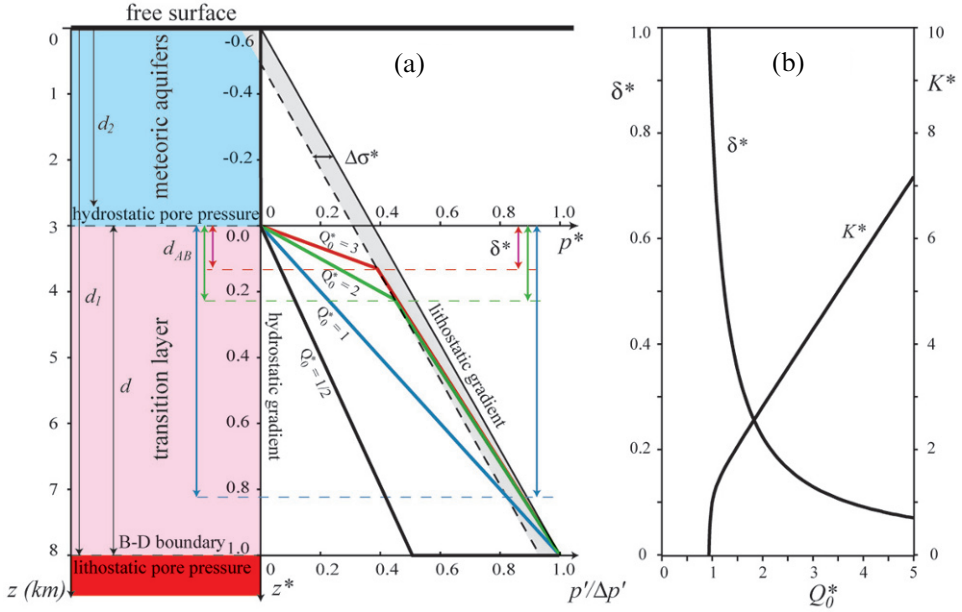 free surface
0
1
2
3
4
5
6
7
8
z (km)
d₂
meteoric aquifers
hydrostatic pore pressure
d_AB
d₁
d
transition layer
B-D boundary
lithostatic pore pressure
(a)
-0.6
-0.4
-0.2
0.0
0.2
0.4
0.6
0.8
1.0
z*
Δσ*
0.2
0.4
0.6
0.8
1.0
p*
Q₀* = 3
Q₀* = 2
Q₀* = 1
Q₀* = 1/2
δ*
hydrostatic gradient
lithostatic gradient
0.2
0.4
0.6
0.8
1.0
p'/Δp'
(b)
1.0
δ*
0.8
0.6
0.4
0.2
0
δ*
K*
10
K*
8
6
4
2
0
0
1
2
3
4
5
Q₀*